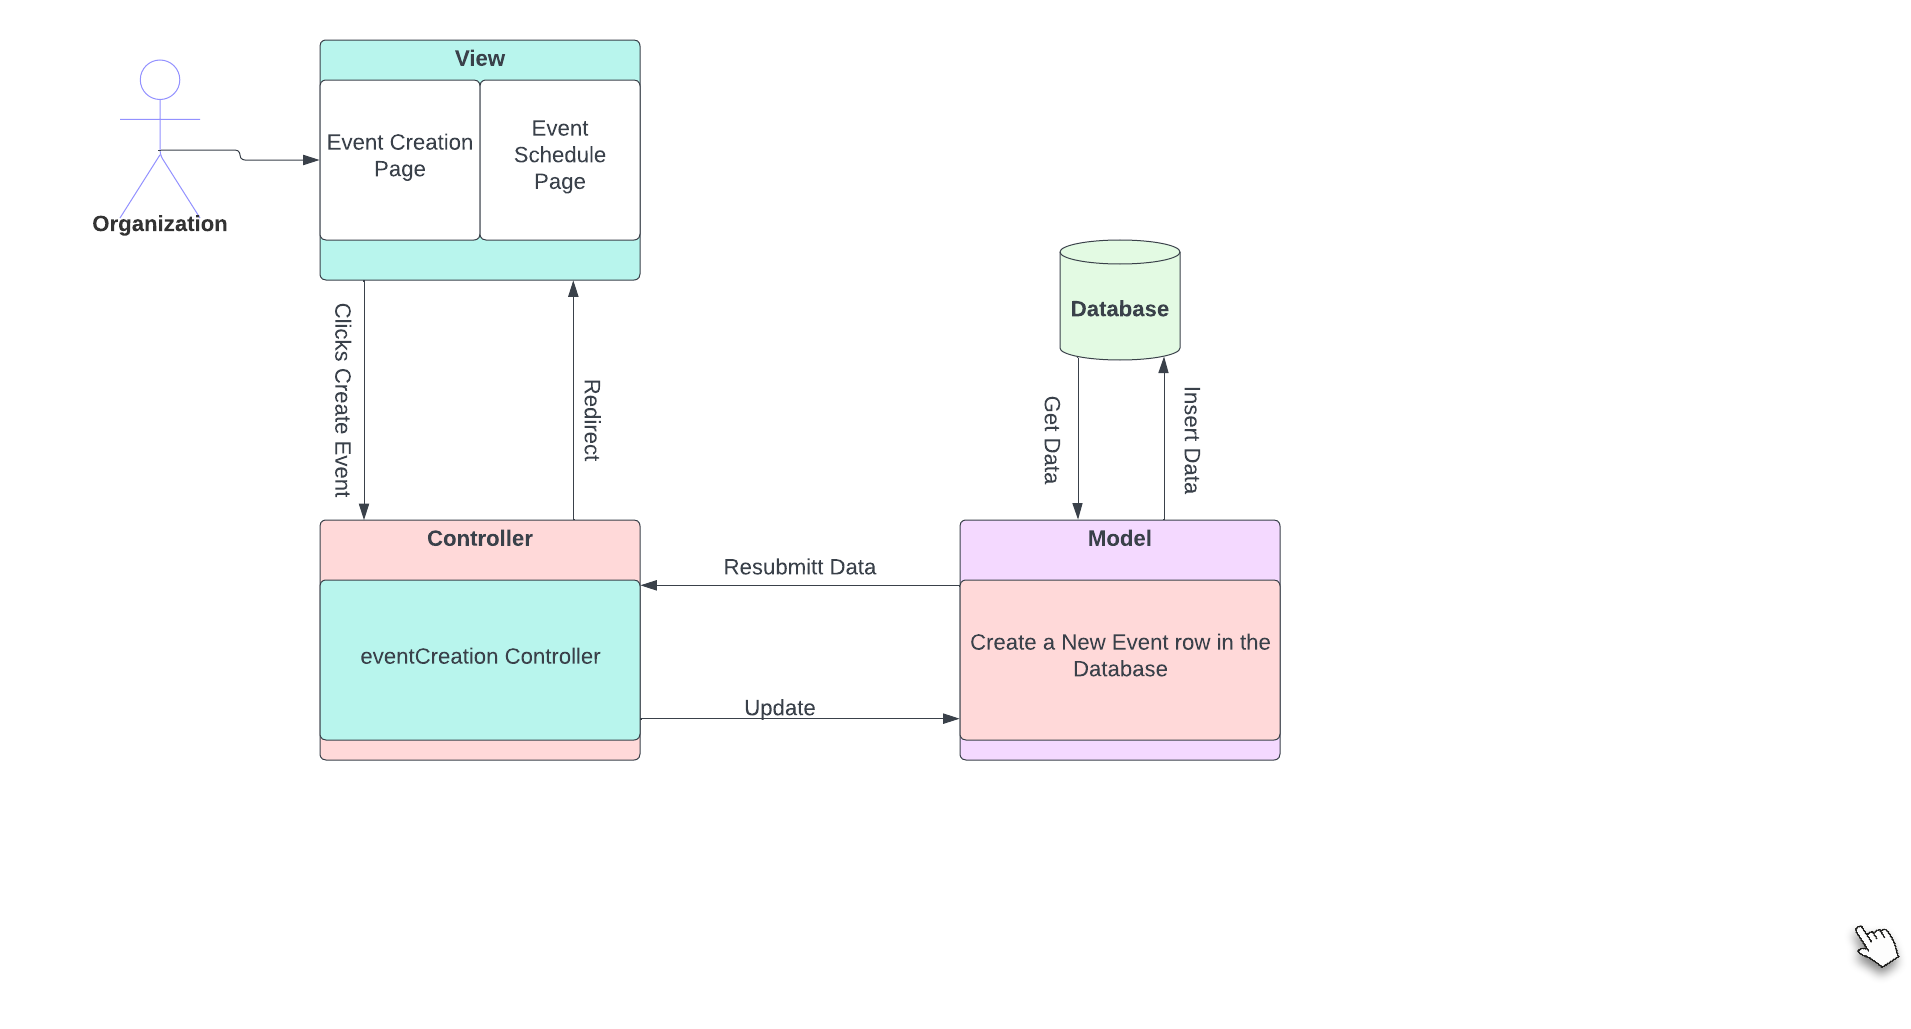 View
Event Creation
Page
Event
Schedule
Page
Organization
Database
Clicks Create Event
Redirect
Get Data
Insert Data
Controller
Model
Resubmitt Data
eventCreation Controller
Create a New Event row in the
Database
Update